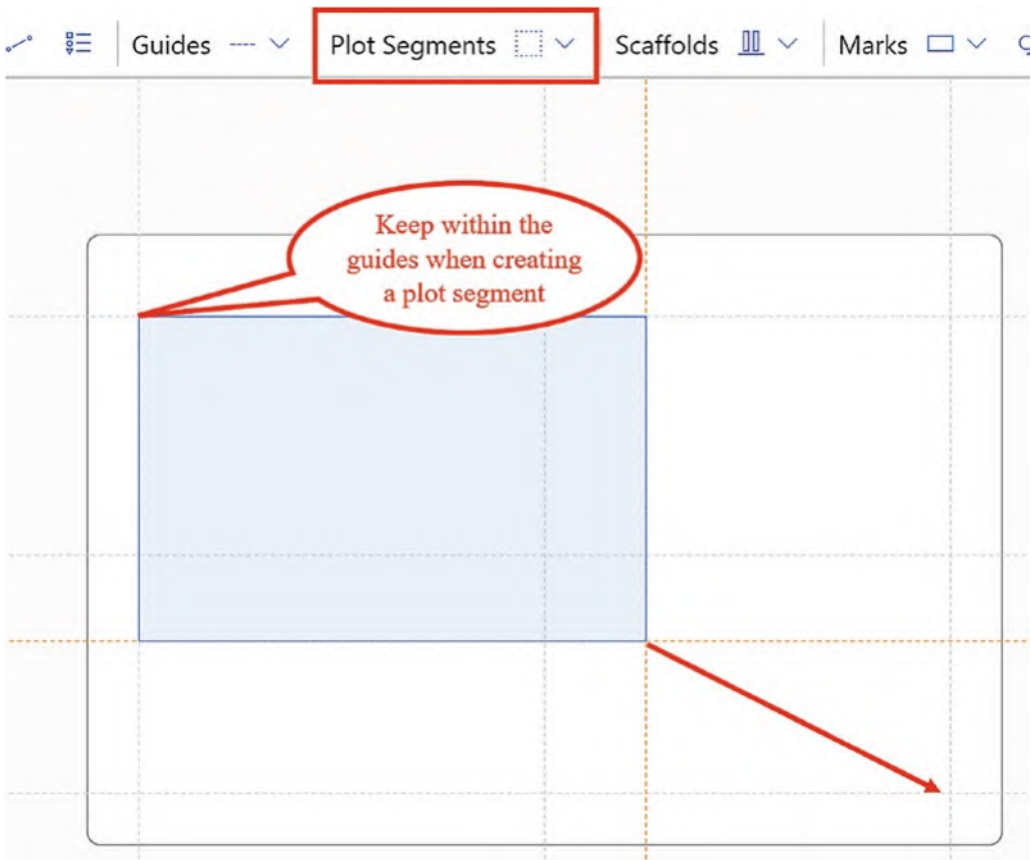 Guides Plot Segments Scaffolds Marks
Keep within the
guides when creating
a plot segment